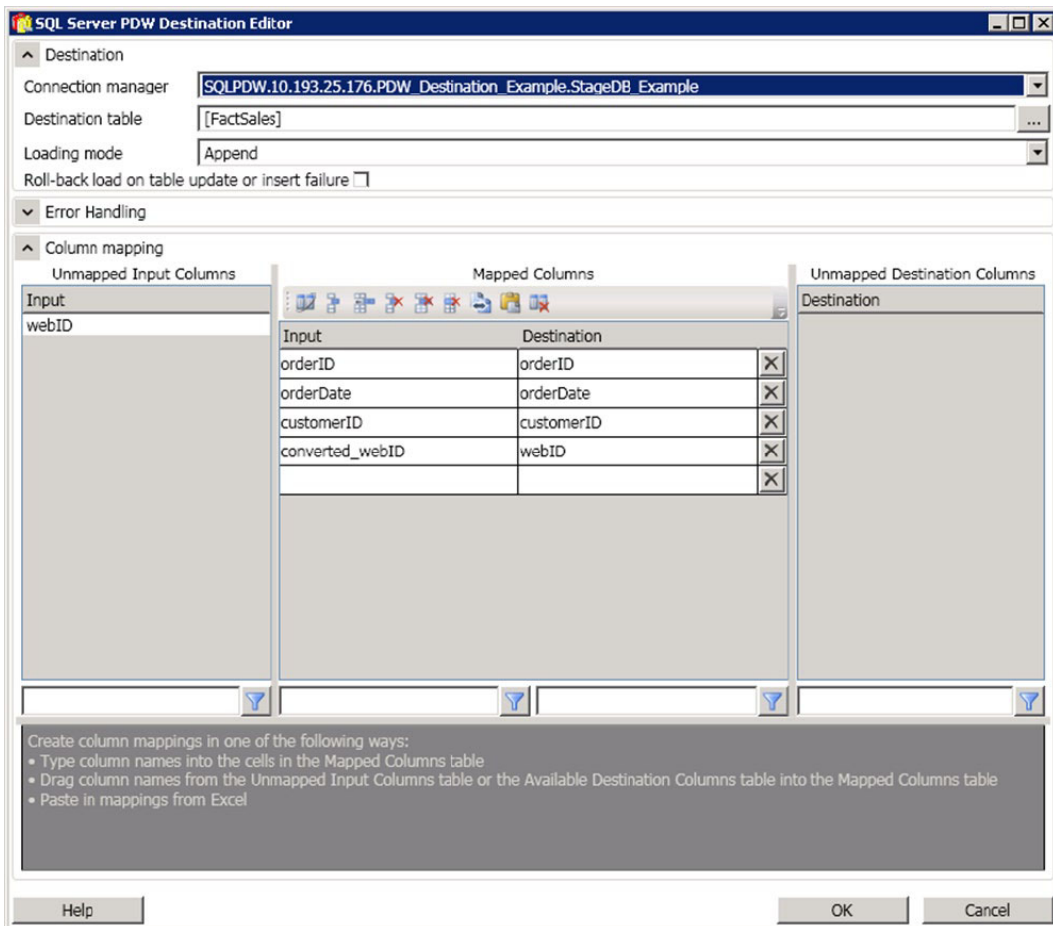 SQL Server PDW Destination Editor
Destination
Connection manager SQLPDW.10.193.25.176.PDW_Destination_Example.StageDB_Example
Destination table [FactSales] ...
Loading mode Append
Roll-back load on table update or insert failure
Error Handling
Column mapping
Unmapped Input Columns Mapped Columns Unmapped Destination Columns
Input Destination
webID
Input Destination
orderID orderID
orderDate orderDate
customerID customerID
converted_webID webID
Create column mappings in one of the following ways:
• Type column names into the cells in the Mapped Columns table
• Drag column names from the Unmapped Input Columns table or the Available Destination Columns table into the Mapped Columns table
• Paste in mappings from Excel
Help OK Cancel